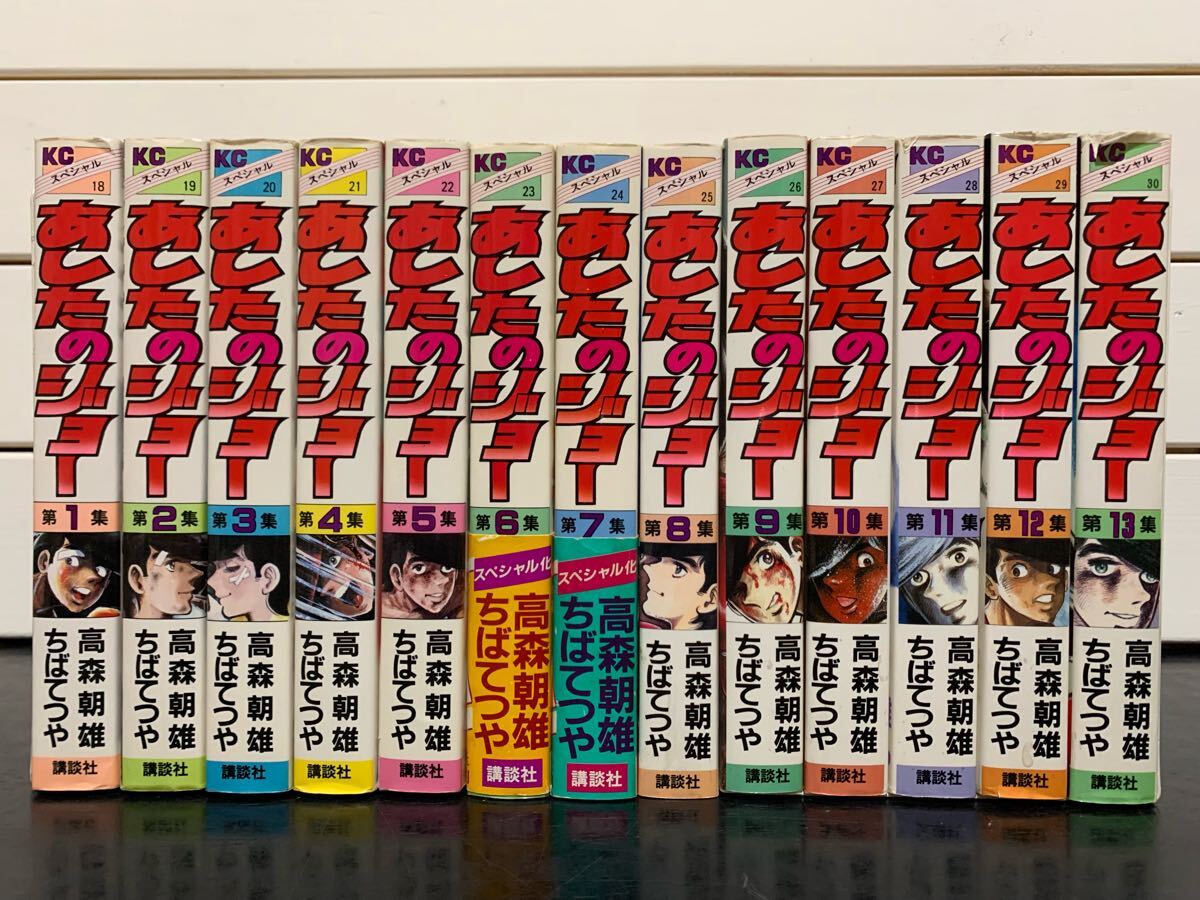 KC
スペシャル
18
あしたのジョー
第1集
高森朝雄
ちばてつや
講談社
KC
スペシャル
19
あしたのジョー
第2集
高森朝雄
ちばてつや
講談社
KC
スペシャル
20
あしたのジョー
第3集
高森朝雄
ちばてつや
講談社
KC
スペシャル
21
あしたのジョー
第4集
高森朝雄
ちばてつや
講談社
KC
スペシャル
22
あしたのジョー
第5集
高森朝雄
ちばてつや
講談社
KC
スペシャル
23
あしたのジョー
第6集
スペシャル化
高森朝雄
ちばてつや
講談社
KC
スペシャル
24
あしたのジョー
第7集
スペシャル化
高森朝雄
ちばてつや
講談社
KC
スペシャル
25
あしたのジョー
第8集
高森朝雄
ちばてつや
講談社
KC
スペシャル
26
あしたのジョー
第9集
高森朝雄
ちばてつや
講談社
KC
スペシャル
27
あしたのジョー
第10集
高森朝雄
ちばてつや
講談社
KC
スペシャル
28
あしたのジョー
第11集
高森朝雄
ちばてつや
講談社
KC
スペシャル
29
あしたのジョー
第12集
高森朝雄
ちばてつや
講談社
KC
スペシャル
30
あしたのジョー
第13集
高森朝雄
ちばてつや
講談社